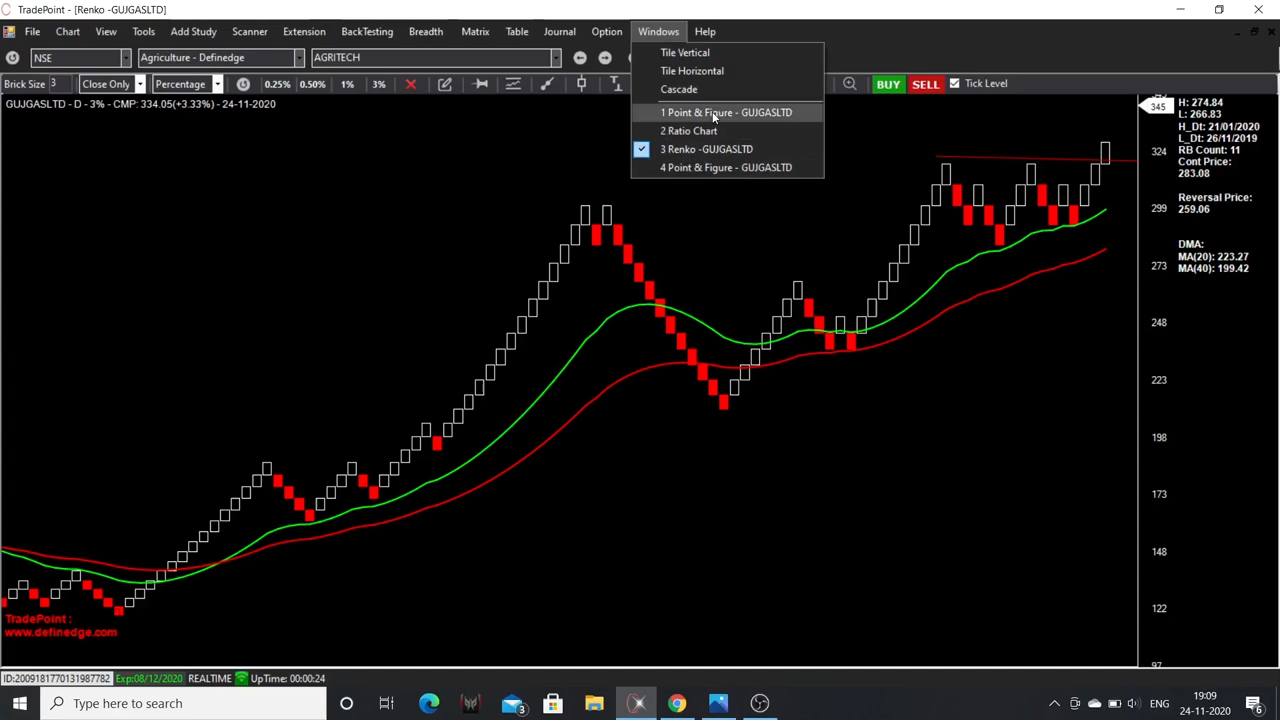 TradePoint - [Renko -GUJGASLTD]
File Chart View Tools Add Study Scanner Extension BackTesting Breadth Matrix Table Journal Option Windows Help
NSE Agriculture - Definedge AGRITECH
Tile Vertical
Tile Horizontal
Cascade
1 Point & Figure - GUJGASLTD
2 Ratio Chart
3 Renko -GUJGASLTD
4 Point & Figure - GUJGASLTD
Brick Size 3 Close Only Percentage 0.25% 0.50% 1% 3% BUY SELL Tick Level
GUJGASLTD - D - 3% - CMP: 334.05(+3.33%) - 24-11-2020
345
324
299
273
248
223
198
173
148
122
97
H: 274.84
L: 266.83
H_Dt: 21/01/2020
L_Dt: 26/11/2019
RB Count: 11
Cont Price:
283.08
Reversal Price:
259.06
DMA:
MA(20): 223.27
MA(40): 199.42
TradePoint :
www.definedge.com
ID:2009181770131987782 Exp:08/12/2020 REALTIME UpTime: 00:00:24
Type here to search
3
ENG
19:09
24-11-2020
6